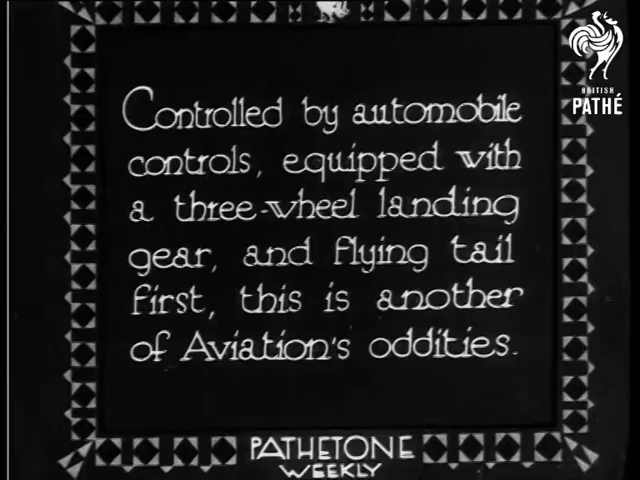 BRITISH
PATHÉ
Controlled by automobile
controls, equipped with
a three-wheel landing
gear, and flying tail
first, this is another
of Aviation's oddities.
PATHETONE
WEEKLY